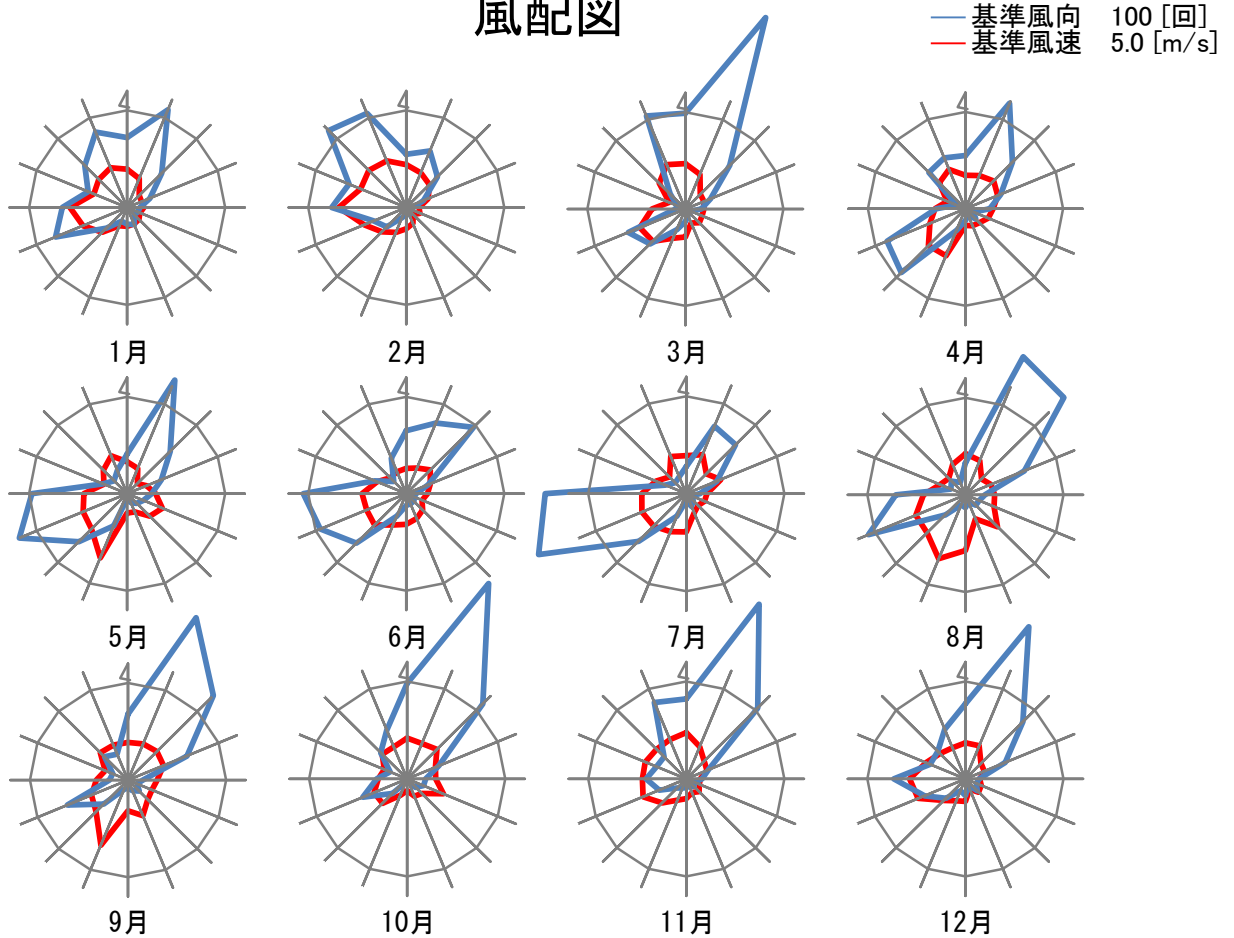 風配図
基準風向 100 [回]
基準風速 5.0 [m/s]
1月
2月
3月
4月
5月
6月
7月
8月
9月
10月
11月
12月